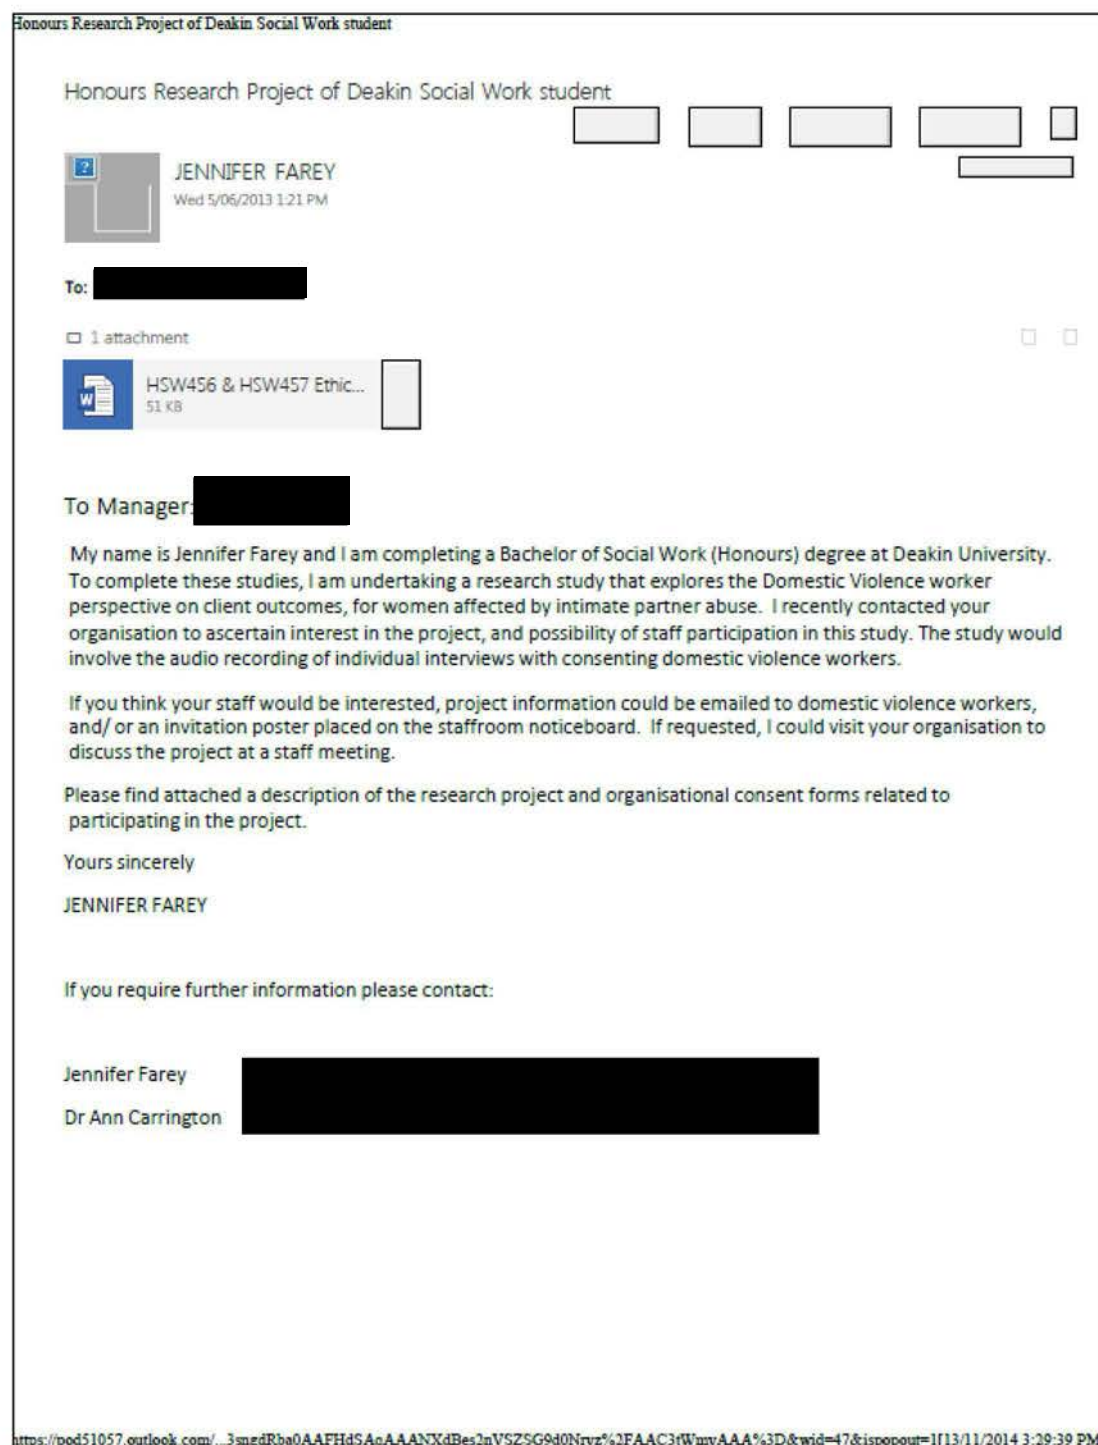 Honours Research Project of Deakin Social Work student
Honours Research Project of Deakin Social Work student
JENNIFER FAREY
Wed 5/06/2013 1:21 PM
To:
1 attachment
HSW456 & HSW457 Ethic...
51 KB
To Manager:
My name is Jennifer Farey and I am completing a Bachelor of Social Work (Honours) degree at Deakin University.
To complete these studies, I am undertaking a research study that explores the Domestic Violence worker
perspective on client outcomes, for women affected by intimate partner abuse. I recently contacted your
organisation to ascertain interest in the project, and possibility of staff participation in this study. The study would
involve the audio recording of individual interviews with consenting domestic violence workers.
If you think your staff would be interested, project information could be emailed to domestic violence workers,
and/ or an invitation poster placed on the staffroom noticeboard. If requested, I could visit your organisation to
discuss the project at a staff meeting.
Please find attached a description of the research project and organisational consent forms related to
participating in the project.
Yours sincerely
JENNIFER FAREY
If you require further information please contact:
Jennifer Farey
Dr Ann Carrington
13/11/2014 3:29:39 PM